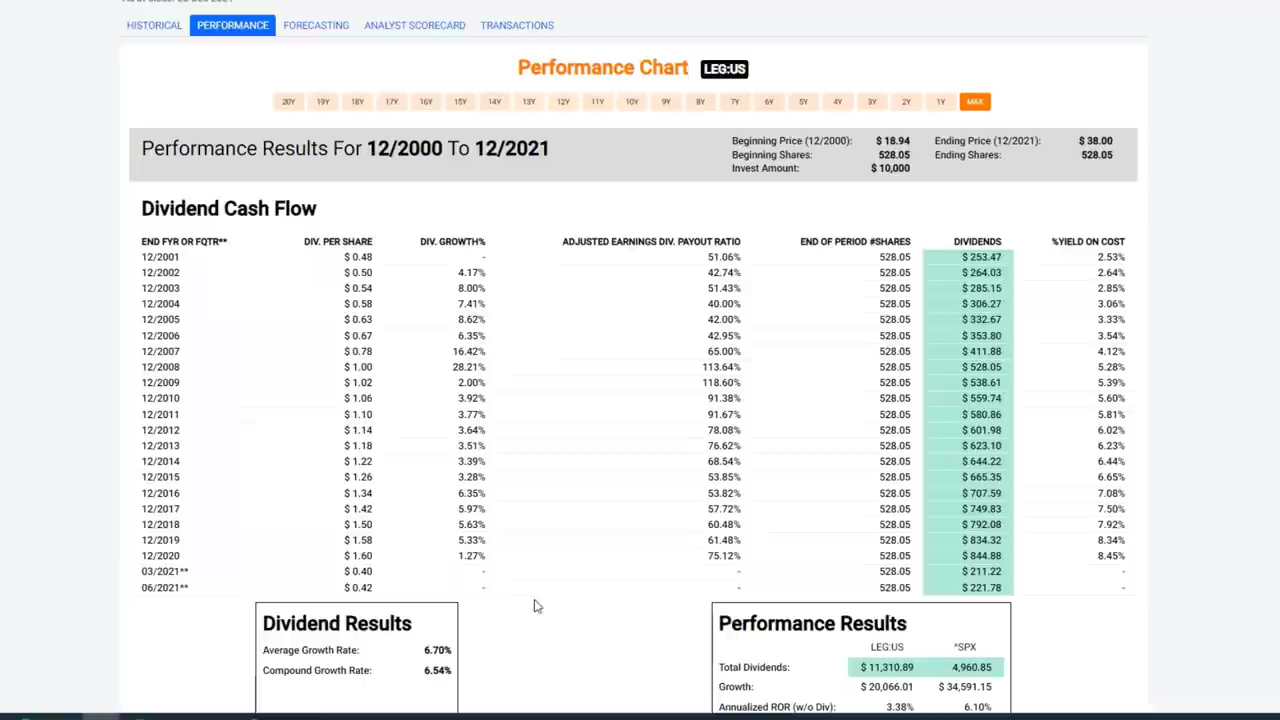 HISTORICAL PERFORMANCE FORECASTING ANALYST SCORECARD TRANSACTIONS
Performance Chart LEG:US
20Y 19Y 18Y 17Y 16Y 15Y 14Y 13Y 12Y 11Y 10Y 9Y 8Y 7Y 6Y 5Y 4Y 3Y 2Y 1Y MAX
Performance Results For 12/2000 To 12/2021
Beginning Price (12/2000): $ 18.94 Ending Price (12/2021): $ 38.00
Beginning Shares: 528.05 Ending Shares: 528.05
Invest Amount: $ 10,000
Dividend Cash Flow
END FYR OR FQTR** DIV. PER SHARE DIV. GROWTH% ADJUSTED EARNINGS DIV. PAYOUT RATIO END OF PERIOD #SHARES DIVIDENDS %YIELD ON COST
12/2001 $ 0.48 - 51.06% 528.05 $ 253.47 2.53%
12/2002 $ 0.50 4.17% 42.74% 528.05 $ 264.03 2.64%
12/2003 $ 0.54 8.00% 51.43% 528.05 $ 285.15 2.85%
12/2004 $ 0.58 7.41% 40.00% 528.05 $ 306.27 3.06%
12/2005 $ 0.63 8.62% 42.00% 528.05 $ 332.67 3.33%
12/2006 $ 0.67 6.35% 42.95% 528.05 $ 353.80 3.54%
12/2007 $ 0.78 16.42% 65.00% 528.05 $ 411.88 4.12%
12/2008 $ 1.00 28.21% 113.64% 528.05 $ 528.05 5.28%
12/2009 $ 1.02 2.00% 118.60% 528.05 $ 538.61 5.39%
12/2010 $ 1.06 3.92% 91.38% 528.05 $ 559.74 5.60%
12/2011 $ 1.10 3.77% 91.67% 528.05 $ 580.86 5.81%
12/2012 $ 1.14 3.64% 78.08% 528.05 $ 601.98 6.02%
12/2013 $ 1.18 3.51% 76.62% 528.05 $ 623.10 6.23%
12/2014 $ 1.22 3.39% 68.54% 528.05 $ 644.22 6.44%
12/2015 $ 1.26 3.28% 53.85% 528.05 $ 665.35 6.65%
12/2016 $ 1.34 6.35% 53.82% 528.05 $ 707.59 7.08%
12/2017 $ 1.42 5.97% 57.72% 528.05 $ 749.83 7.50%
12/2018 $ 1.50 5.63% 60.48% 528.05 $ 792.08 7.92%
12/2019 $ 1.58 5.33% 61.48% 528.05 $ 834.32 8.34%
12/2020 $ 1.60 1.27% 75.12% 528.05 $ 844.88 8.45%
03/2021** $ 0.40 - - 528.05 $ 211.22 -
06/2021** $ 0.42 - - 528.05 $ 221.78 -
Dividend Results
Average Growth Rate: 6.70%
Compound Growth Rate: 6.54%
Performance Results
LEG:US ^SPX
Total Dividends: $ 11,310.89 4,960.85
Growth: $ 20,066.01 $ 34,591.15
Annualized ROR (w/o Div): 3.38% 6.10%